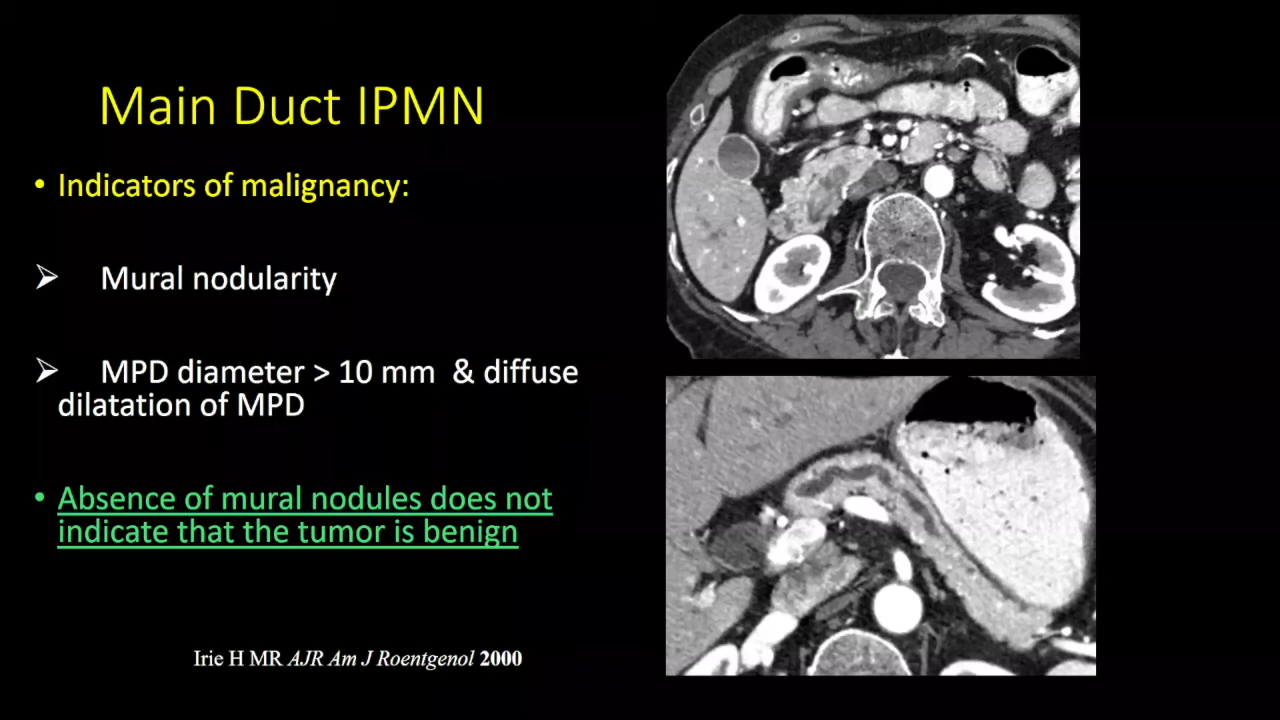 Main Duct IPMN
• Indicators of malignancy:
➢ Mural nodularity
➢ MPD diameter > 10 mm & diffuse
dilatation of MPD
• Absence of mural nodules does not
indicate that the tumor is benign
Irie H MR AJR Am J Roentgenol 2000